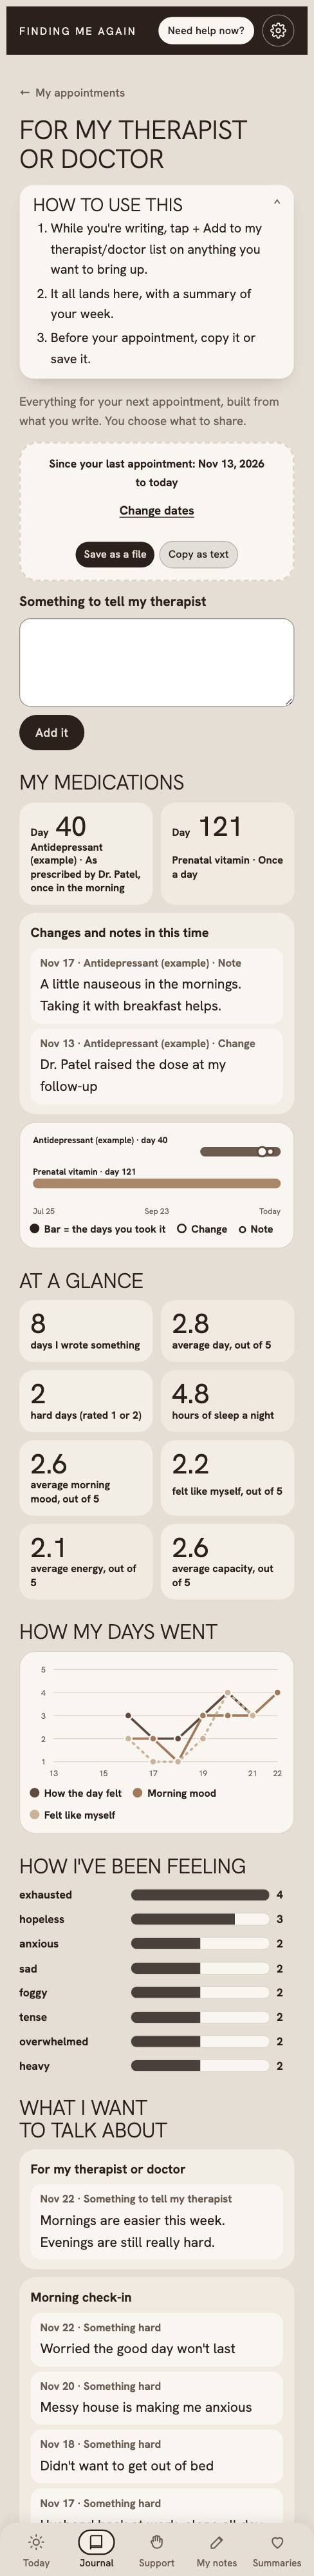 FINDING ME AGAIN
Need help now?
← My appointments
FOR MY THERAPIST
OR DOCTOR
HOW TO USE THIS
1. While you're writing, tap + Add to my
therapist/doctor list on anything you
want to bring up.
2. It all lands here, with a summary of
your week.
3. Before your appointment, copy it or
save it.
Everything for your next appointment, built from
what you write. You choose what to share.
Since your last appointment: Nov 13, 2026
to today
Change dates
Save as a file
Copy as text
Something to tell my therapist
Add it
MY MEDICATIONS
Day 40
Antidepressant
(example) · As
prescribed by Dr. Patel,
once in the morning
Day 121
Prenatal vitamin · Once
a day
Changes and notes in this time
Nov 17 · Antidepressant (example) · Note
A little nauseous in the mornings.
Taking it with breakfast helps.
Nov 13 · Antidepressant (example) · Change
Dr. Patel raised the dose at my
follow-up
Antidepressant (example) · day 40
Prenatal vitamin · day 121
Jul 25
Sep 23
Today
Bar = the days you took it
Change
Note
AT A GLANCE
8
days I wrote something
2.8
average day, out of 5
2
hard days (rated 1 or 2)
4.8
hours of sleep a night
2.6
average morning
mood, out of 5
2.2
felt like myself, out of 5
2.1
average energy, out of
5
2.6
average capacity, out
of 5
HOW MY DAYS WENT
5
4
3
2
1
13
15
17
19
21
22
How the day felt
Morning mood
Felt like myself
HOW I'VE BEEN FEELING
exhausted 4
hopeless 3
anxious 2
sad 2
foggy 2
tense 2
overwhelmed 2
heavy 2
WHAT I WANT
TO TALK ABOUT
For my therapist or doctor
Nov 22 · Something to tell my therapist
Mornings are easier this week.
Evenings are still really hard.
Morning check-in
Nov 22 · Something hard
Worried the good day won't last
Nov 20 · Something hard
Messy house is making me anxious
Nov 18 · Something hard
Didn't want to get out of bed
Nov 17 · Something hard
Today
Journal
Support
My notes
Summaries